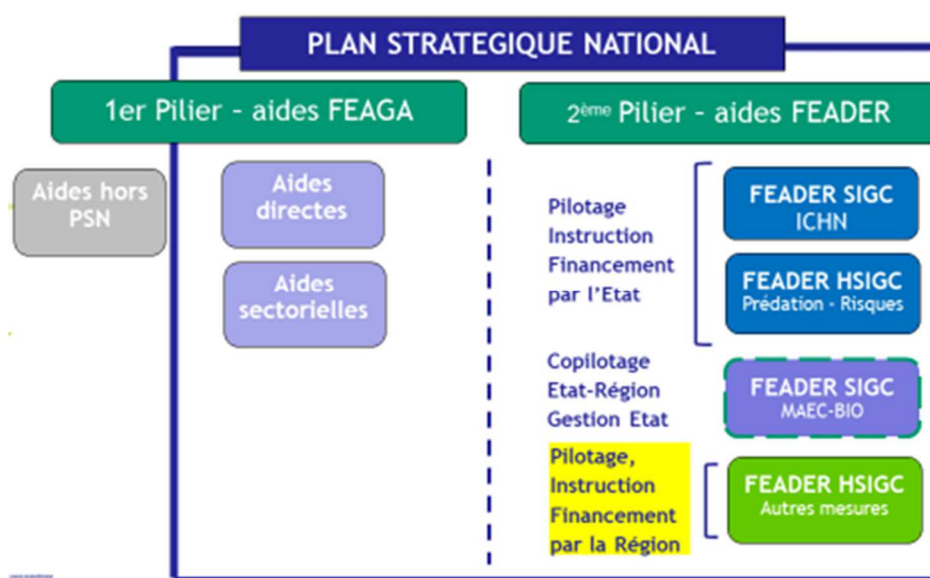 PLAN STRATEGIQUE NATIONAL
1er Pilier – aides FEAGA
2ème Pilier – aides FEADER
Aides hors
PSN
Aides
directes
Aides
sectorielles
Pilotage
Instruction
Financement
par l'Etat
FEADER SIGC
ICHN
FEADER HSIGC
Prédation - Risques
Copilotage
Etat-Région
Gestion Etat
FEADER SIGC
MAEC-BIO
Pilotage,
Instruction
Financement
par la Région
FEADER HSIGC
Autres mesures